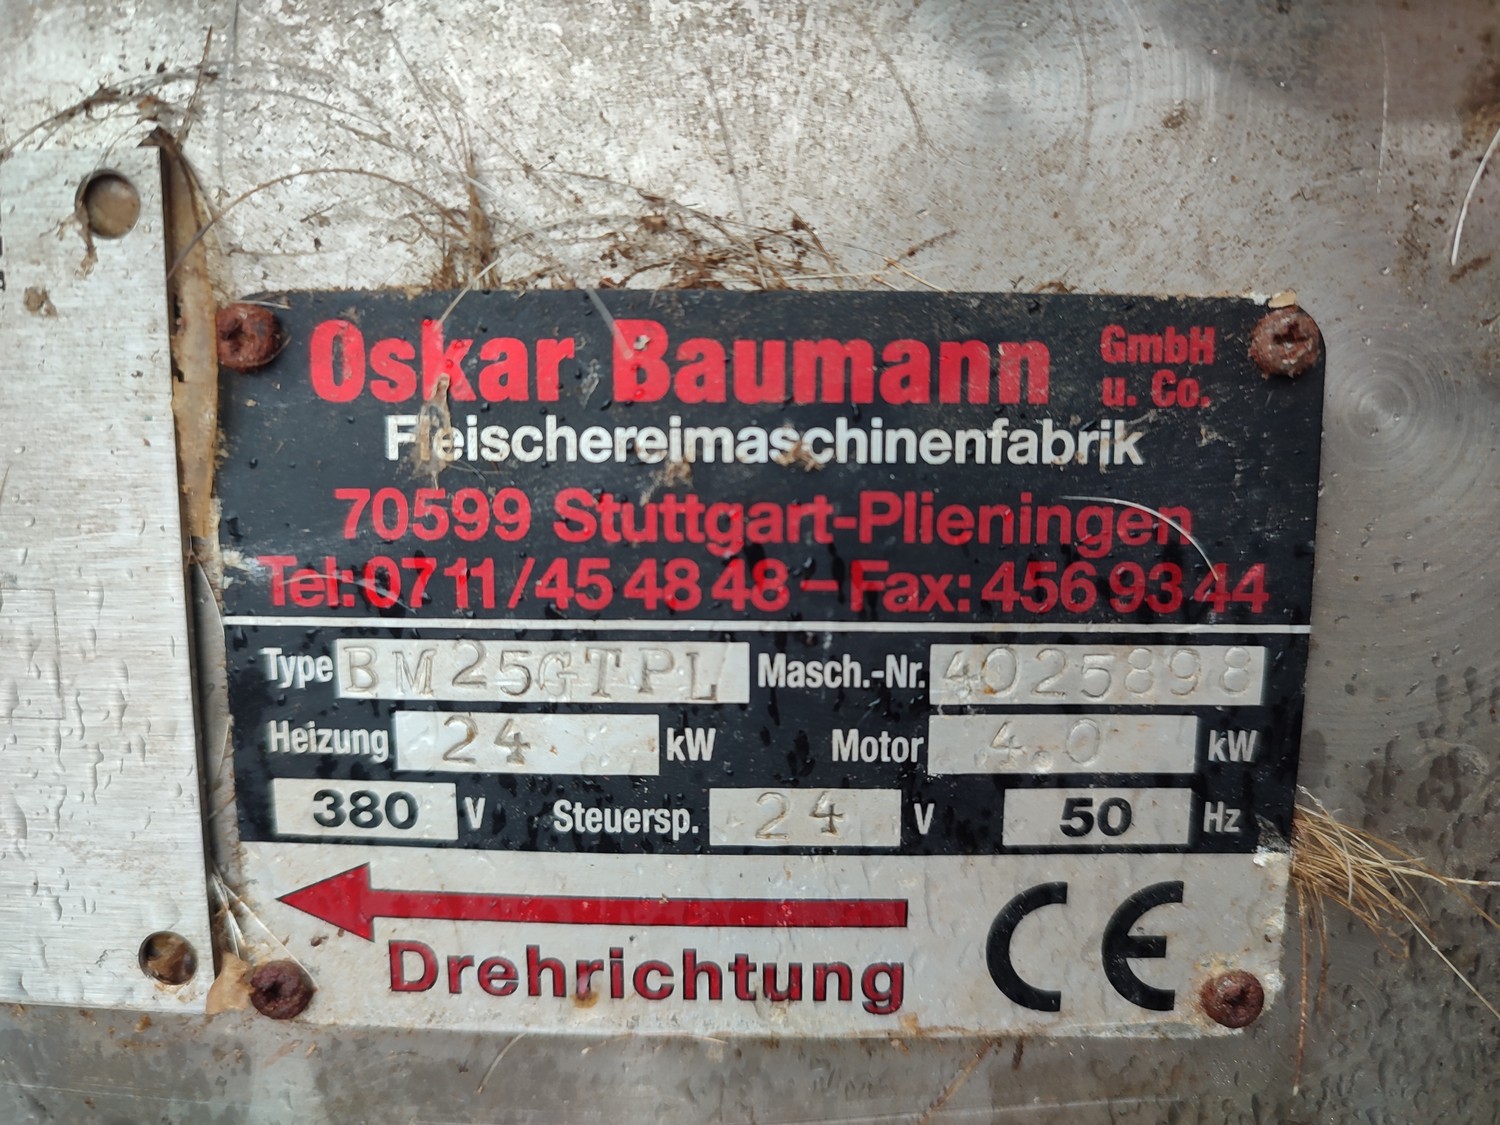 Oskar Baumann GmbH u. Co.
Fleischereimaschinenfabrik
70599 Stuttgart-Plieningen
Tel: 0711/45 48 48 – Fax: 456 93 44
Type BM25GTPL Masch.-Nr. 4025898
Heizung 24 kW Motor 4.0 kW
380 V Steuersp. 24 V 50 Hz
Drehrichtung CE